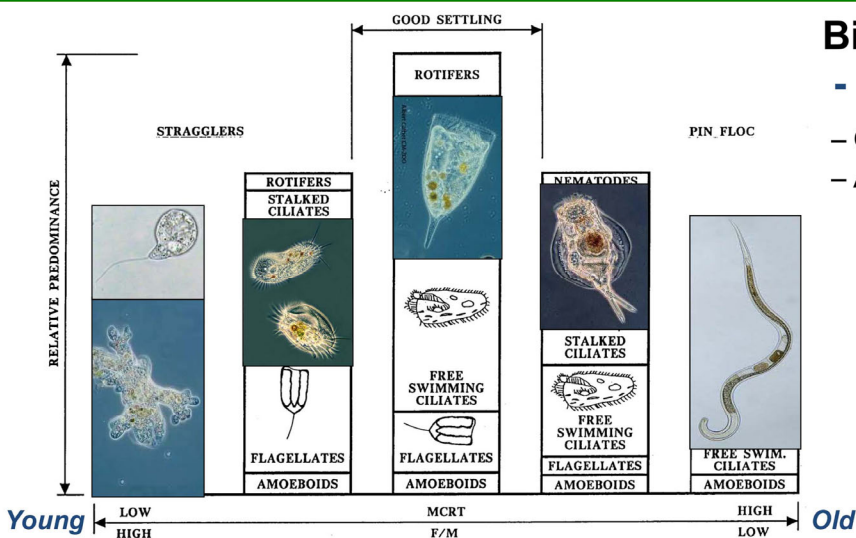 GOOD SETTLING
Bi
-
ROTIFERS
STRAGGLERS
PIN FLOC
–
–
RELATIVE PREDOMINANCE
ROTIFERS
STALKED
CILIATES
NEMATODES
STALKED
CILIATES
FREE
SWIMMING
CILIATES
FREE
SWIMMING
CILIATES
FLAGELLATES
FLAGELLATES
FLAGELLATES
FREE SWIM.
CILIATES
AMOEBOIDS
AMOEBOIDS
AMOEBOIDS
AMOEBOIDS
Young
LOW
MCRT
HIGH
Old
HIGH
F/M
LOW